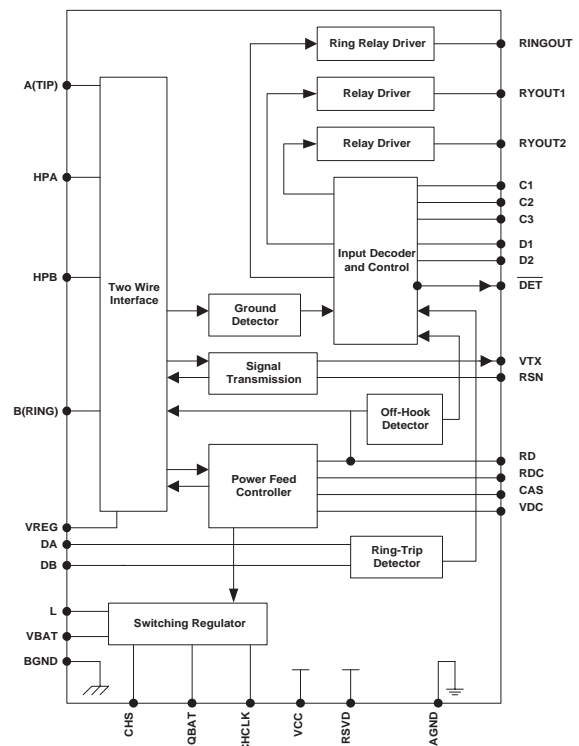 Ring Relay Driver
RINGOUT
A(TIP)
Relay Driver
RYOUT1
Relay Driver
RYOUT2
HPA
C1
C2
C3
Input Decoder
and Control
D1
D2
DET
HPB
Two Wire
Interface
Ground
Detector
Signal
Transmission
VTX
RSN
B(RING)
Off-Hook
Detector
Power Feed
Controller
RD
RDC
CAS
VDC
VREG
DA
DB
Ring-Trip
Detector
L
VBAT
Switching Regulator
BGND
CHS
QBAT
CHCLK
VCC
RSVD
AGND